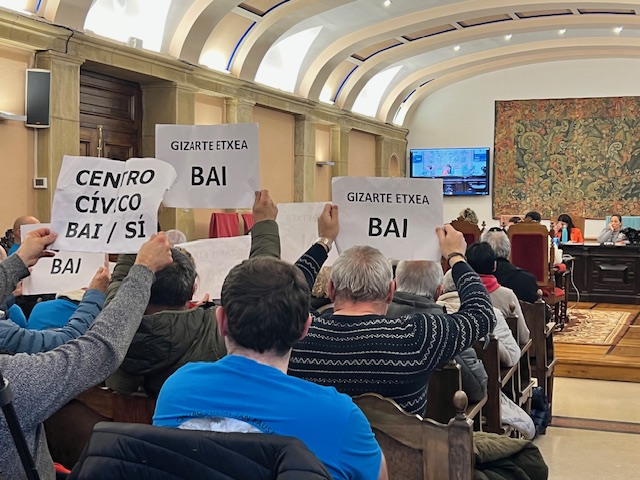 GIZARTE ETXEA
BAI
CENTRO
CÍVICO
BAI / SÍ
GIZARTE ETXEA
BAI
BAI